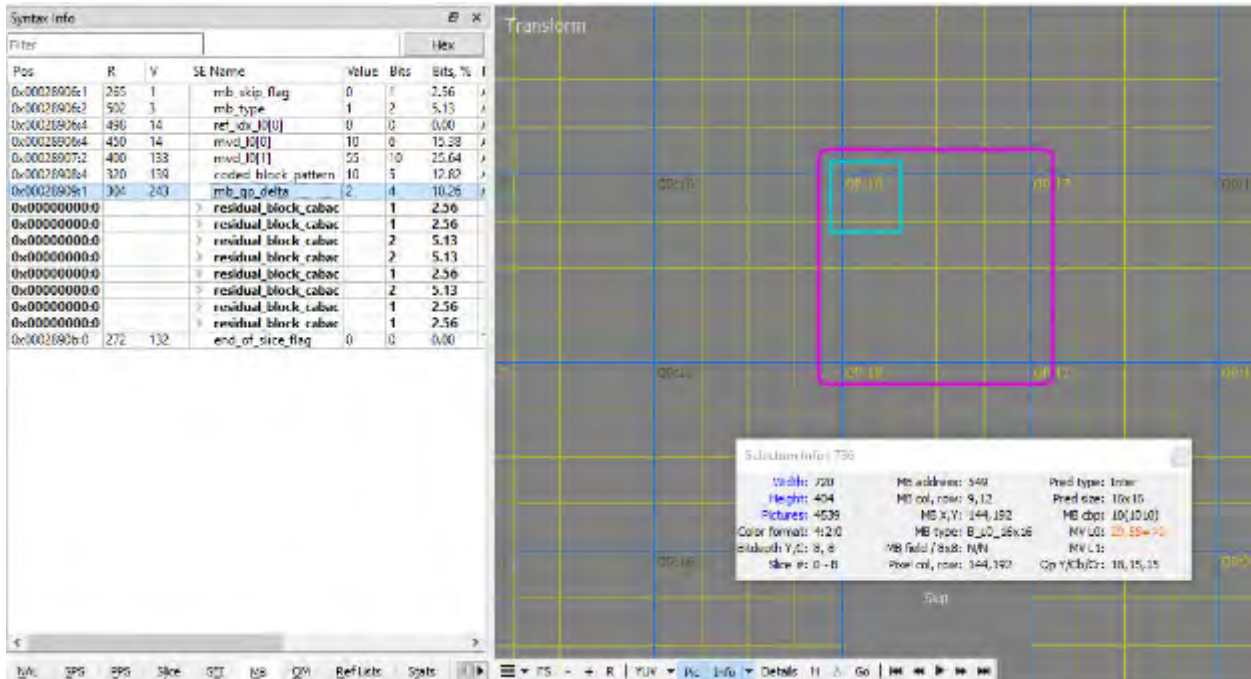 Syntax Info
Filter
Hex
Pos R V SE Name Value Bits Bits, %
0x00028906:1 265 1 mb_skip_flag 0 1 2.56
0x00028906:2 502 3 mb_type 1 2 5.13
0x00028906:4 498 14 ref_idx_l0[0] 0 0 0.00
0x00028906:4 450 14 mvd_l0[0] 10 6 15.38
0x00028907:2 400 133 mvd_l0[1] 55 10 25.64
0x00028908:4 320 139 coded_block_pattern 10 5 12.82
0x00028909:1 304 243 mb_qp_delta 2 4 10.26
0x00000000:0 residual_block_cabac 1 2.56
0x00000000:0 residual_block_cabac 1 2.56
0x00000000:0 residual_block_cabac 2 5.13
0x00000000:0 residual_block_cabac 2 5.13
0x00000000:0 residual_block_cabac 1 2.56
0x00000000:0 residual_block_cabac 2 5.13
0x00000000:0 residual_block_cabac 1 2.56
0x00000000:0 residual_block_cabac 1 2.56
272 132 end_of_slice_flag 0 0 0.00
Transform
Selection Info: 736
Width: 720 MB address: 549 Pred type: Inter
Height: 404 MB col, row: 9,12 Pred size: 16x16
Pictures: 4539 MB X,Y: 144,192 MB cbp: 10(1010)
Color format: 4:2:0 MB type: B_L0_16x16 MV L0:
Bitdepth Y,C: 8, 8 MB field / 8x8: N/N MV L1:
Slice #: 0 - B Pixel col, row: 144,192 Qp Y/Cb/Cr: 18,15,15
Skip
NAL SPS PPS Slice SEI MB QM Ref Lists Stats
FS - + R YUV Pic Info Details Go